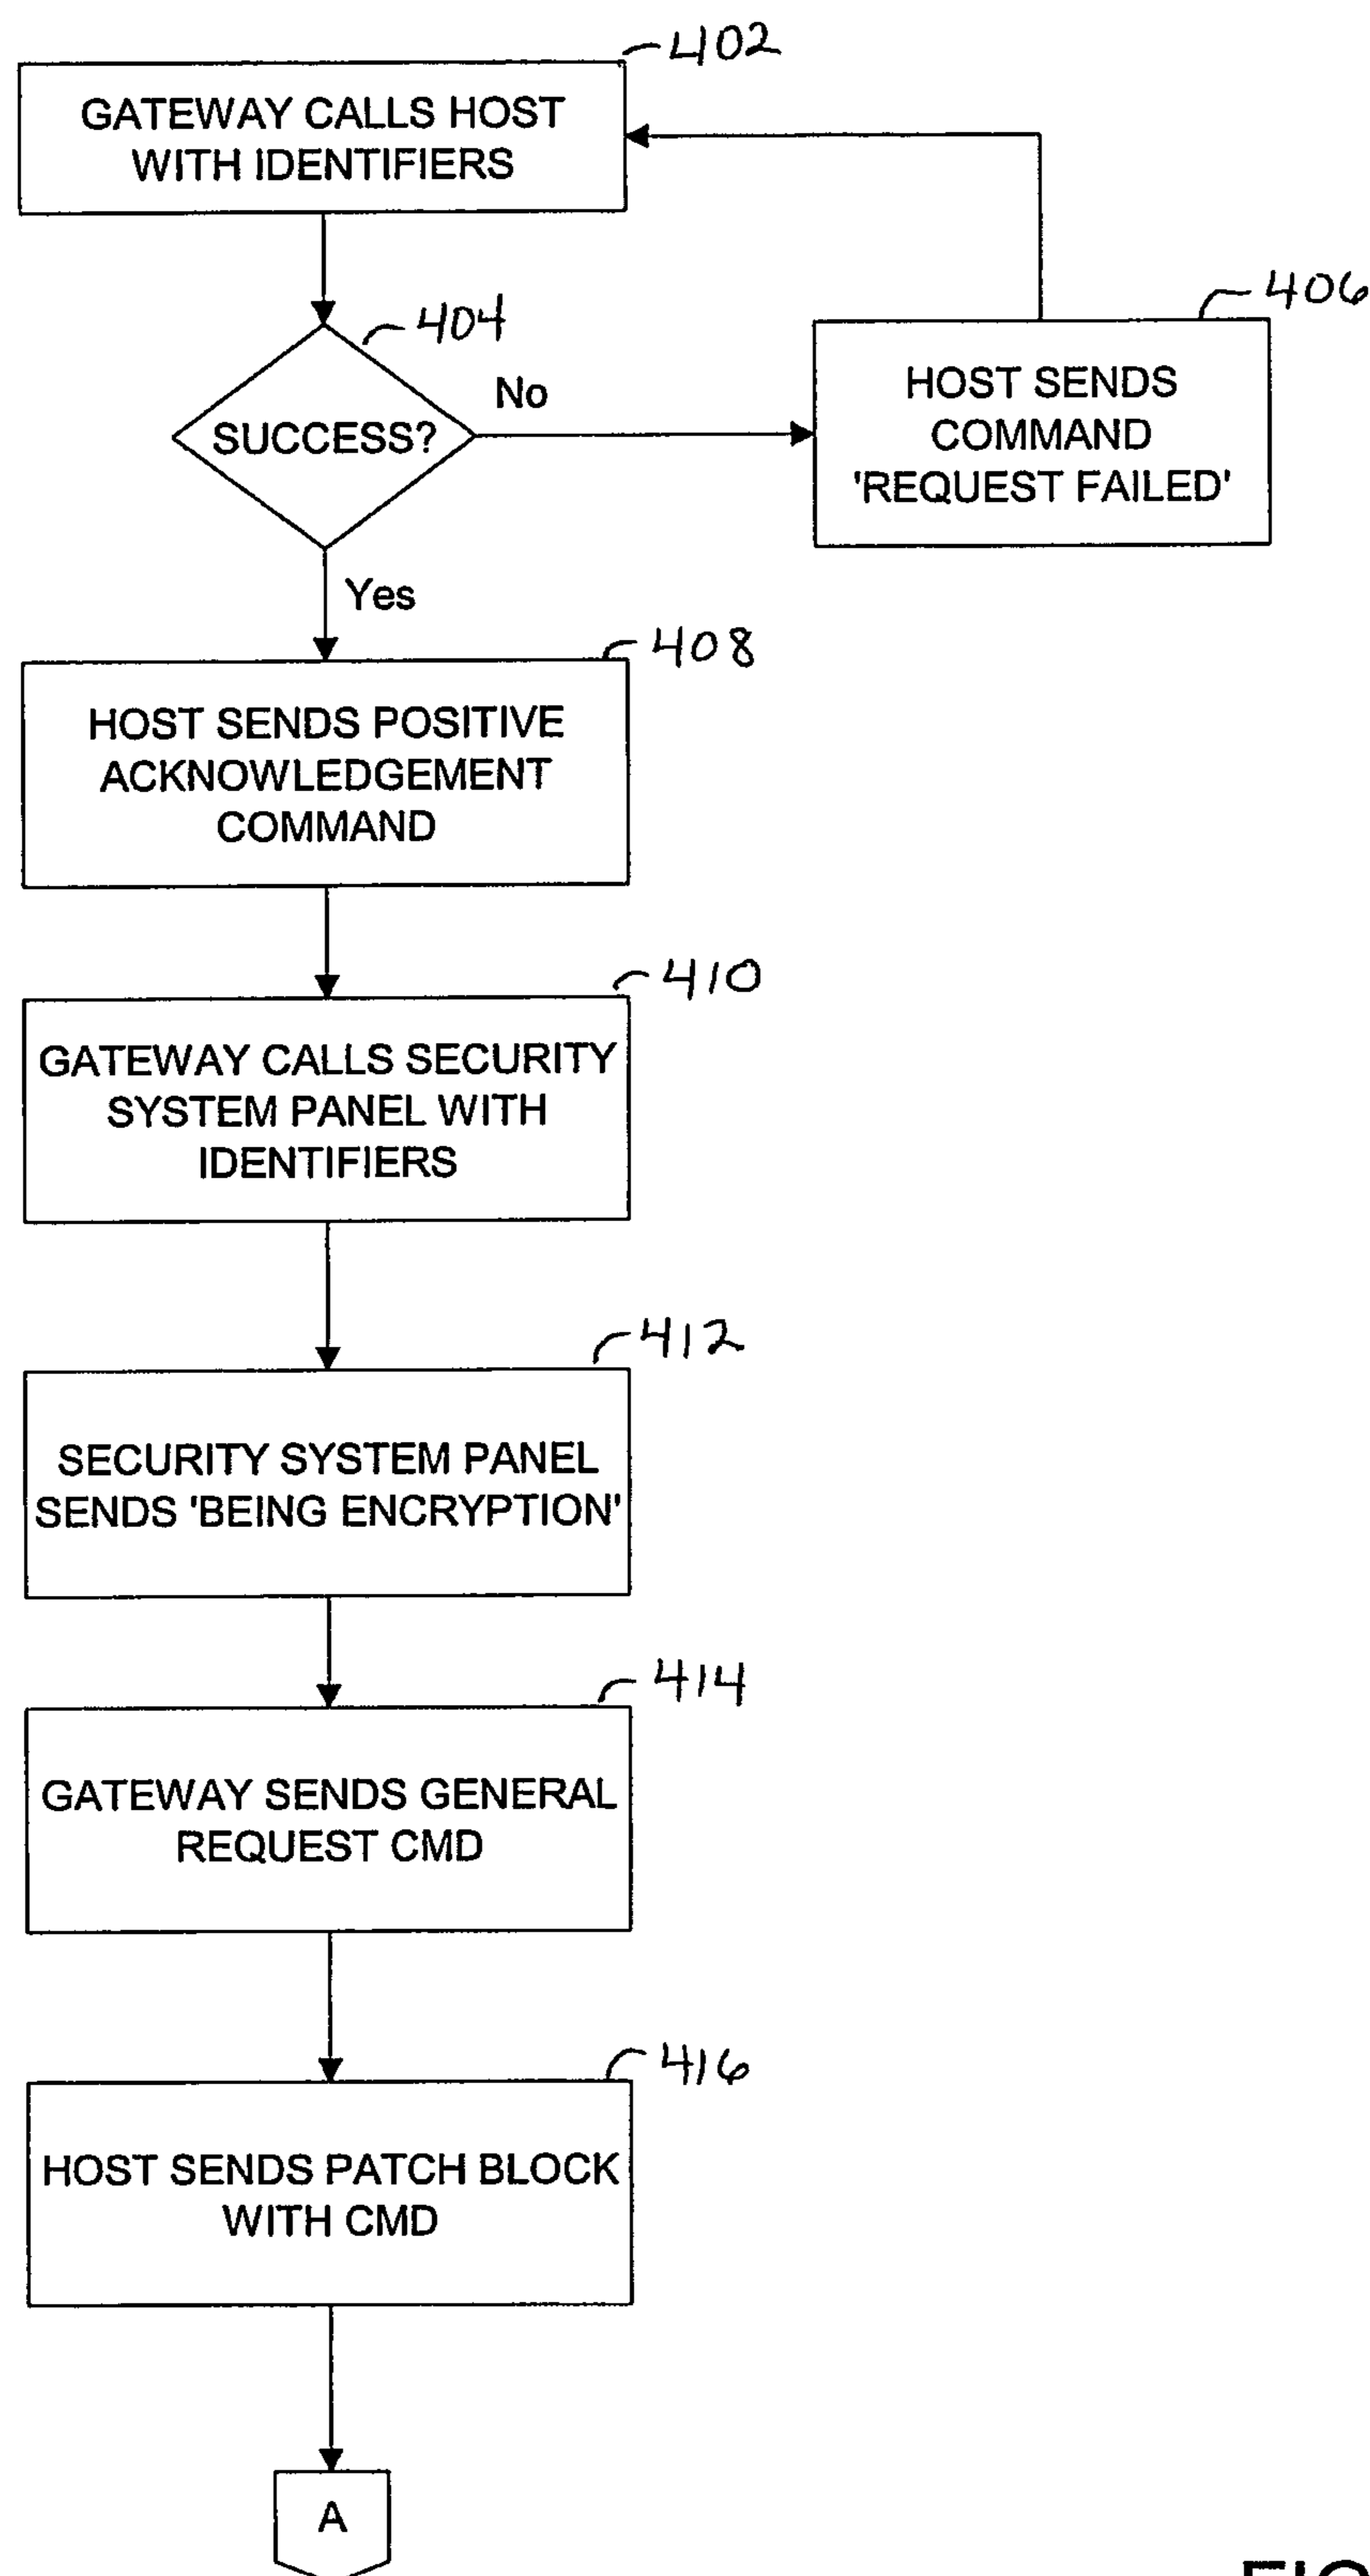 402
GATEWAY CALLS HOST
WITH IDENTIFIERS
406
404
HOST SENDS
COMMAND
'REQUEST FAILED'
No
SUCCESS?
Yes
408
HOST SENDS POSITIVE
ACKNOWLEDGEMENT
COMMAND
410
GATEWAY CALLS SECURITY
SYSTEM PANEL WITH
IDENTIFIERS
412
SECURITY SYSTEM PANEL
SENDS 'BEING ENCRYPTION'
414
GATEWAY SENDS GENERAL
REQUEST CMD
416
HOST SENDS PATCH BLOCK
WITH CMD
A